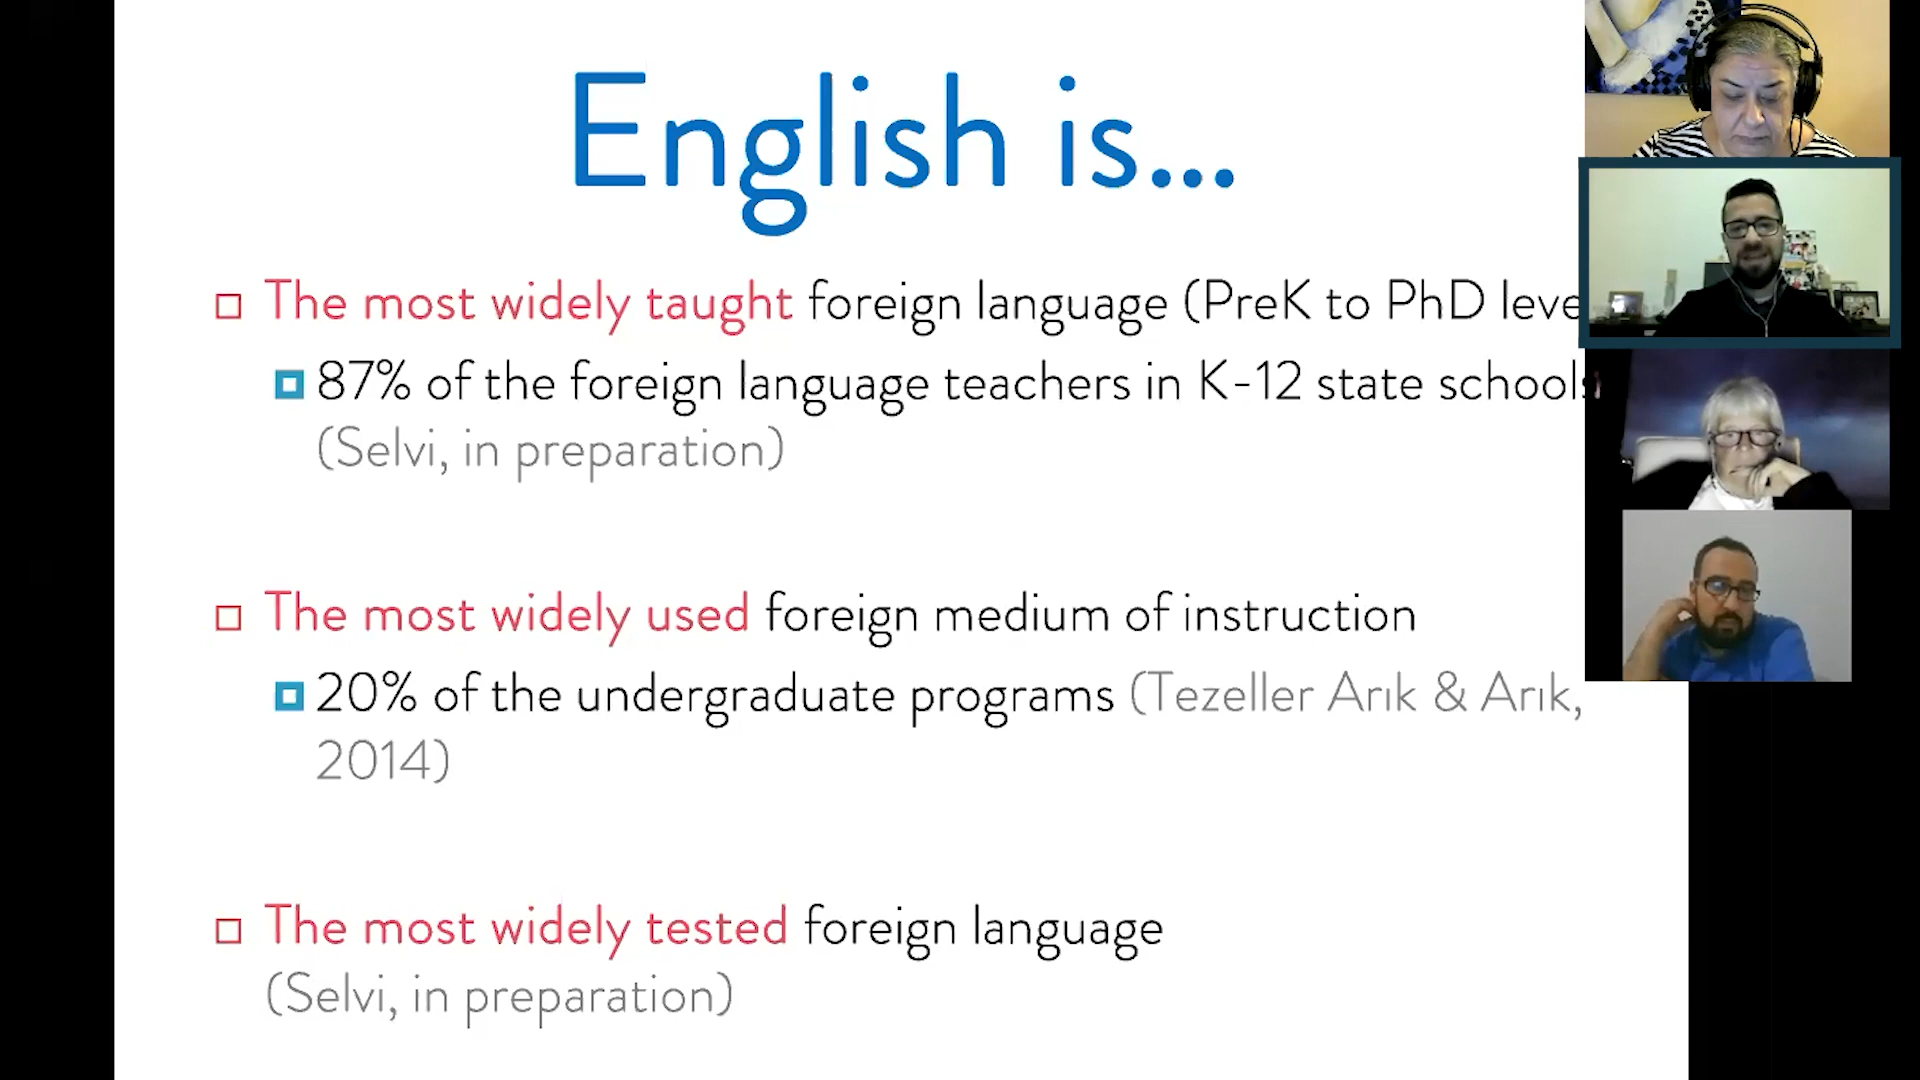 English is...
The most widely taught foreign language (PreK to PhD leve
87% of the foreign language teachers in K-12 state schools
(Selvi, in preparation)
The most widely used foreign medium of instruction
20% of the undergraduate programs (Tezeller Arık & Arık,
2014)
The most widely tested foreign language
(Selvi, in preparation)